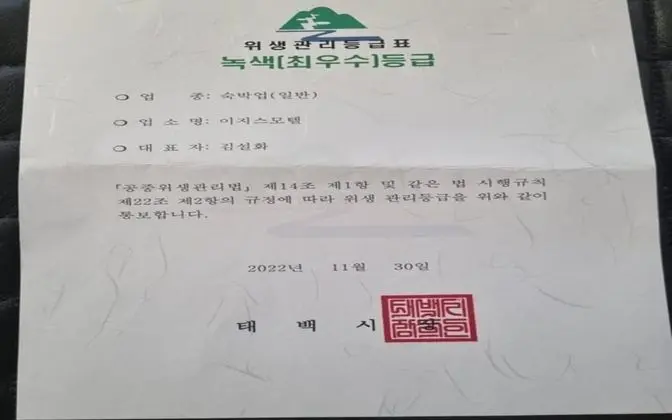 위생관리등급표
녹색(최우수)등급
○ 업 종: 숙박업(일반)
○ 업 소 명: 이지스모텔
○ 대 표 자: 김설화
「공중위생관리법」 제14조 제1항 및 같은 법 시행규칙
제22조 제2항의 규정에 따라 위생 관리등급을 위와 같이
통보합니다.
2022년 11월 30일
태 백 시 장